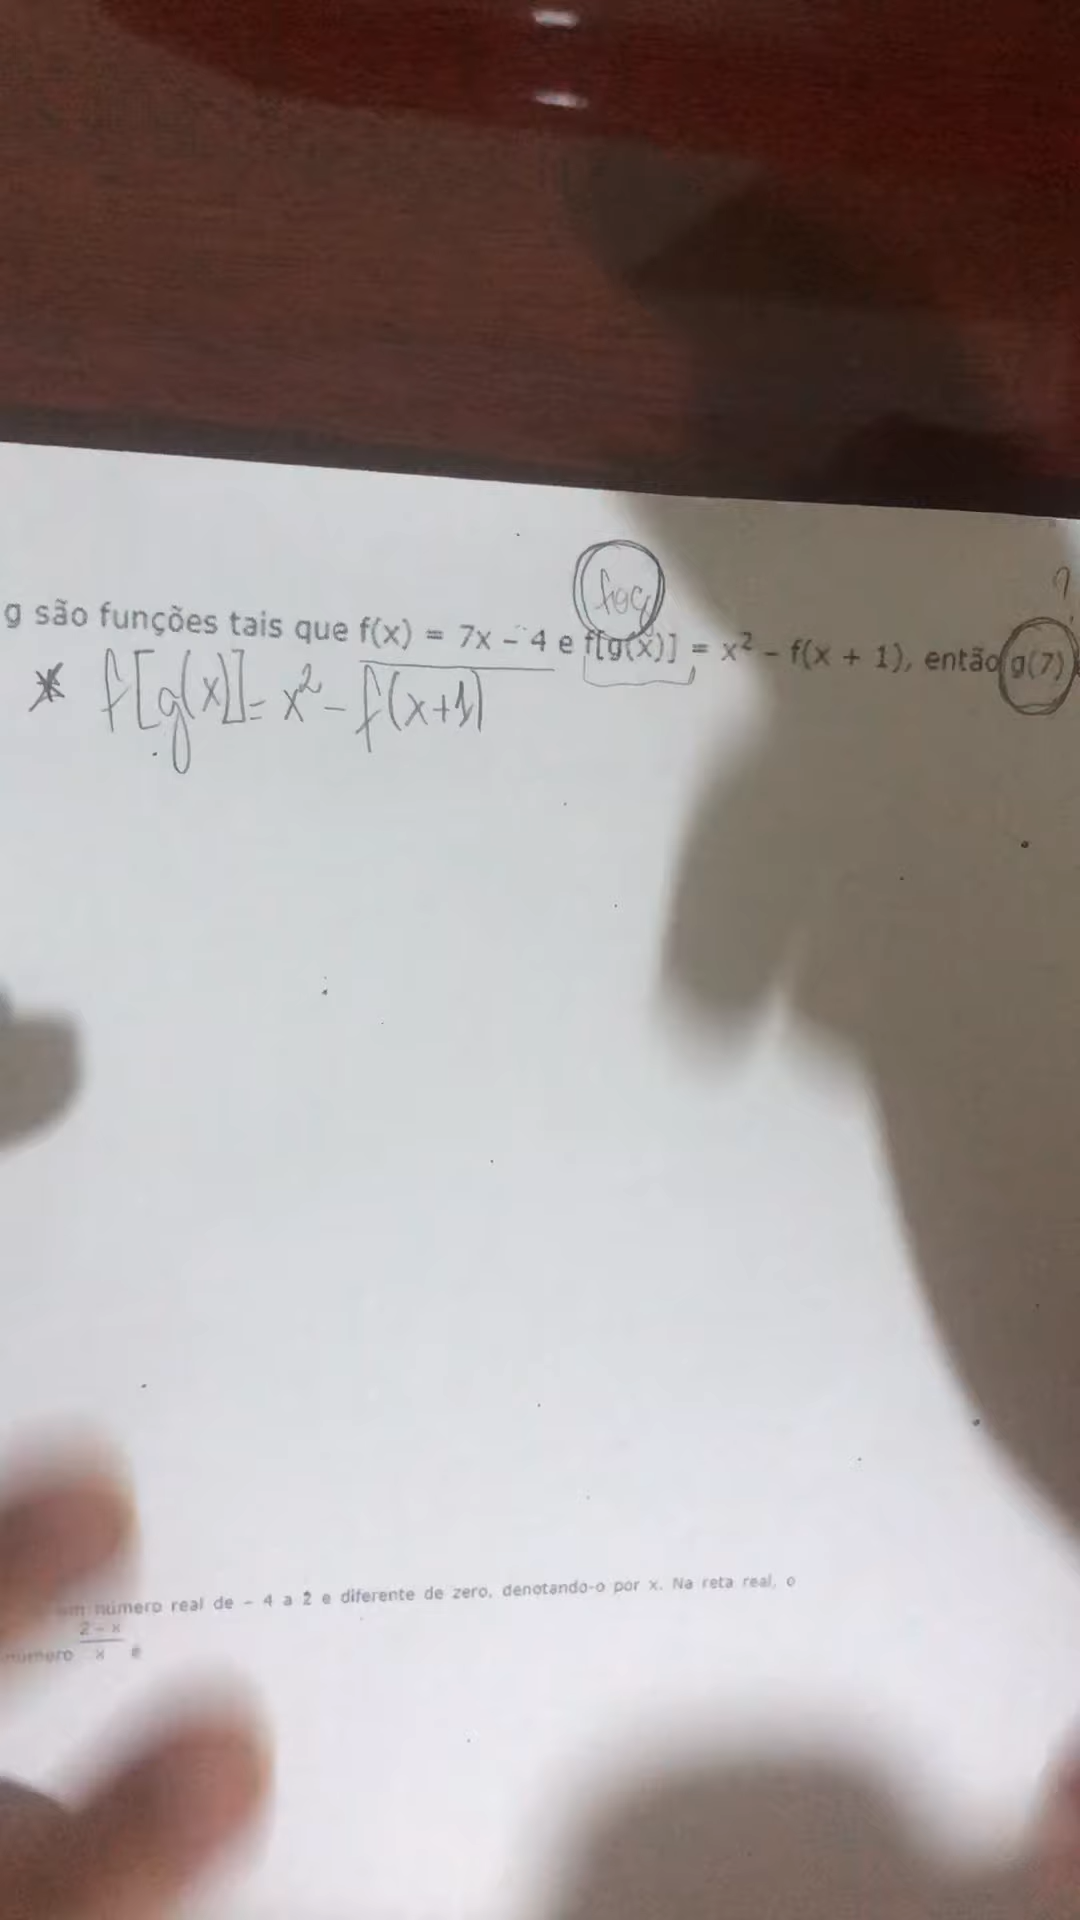 fog
?
g são funções tais que f(x) = 7x - 4 e f[g(x)] = x² - f(x + 1), então g(7)
* f[g(x)] = x² - f(x+1)
número real de - 4 a 2 e diferente de zero, denotando-o por x. Na reta real, o
número 2 - x / x é